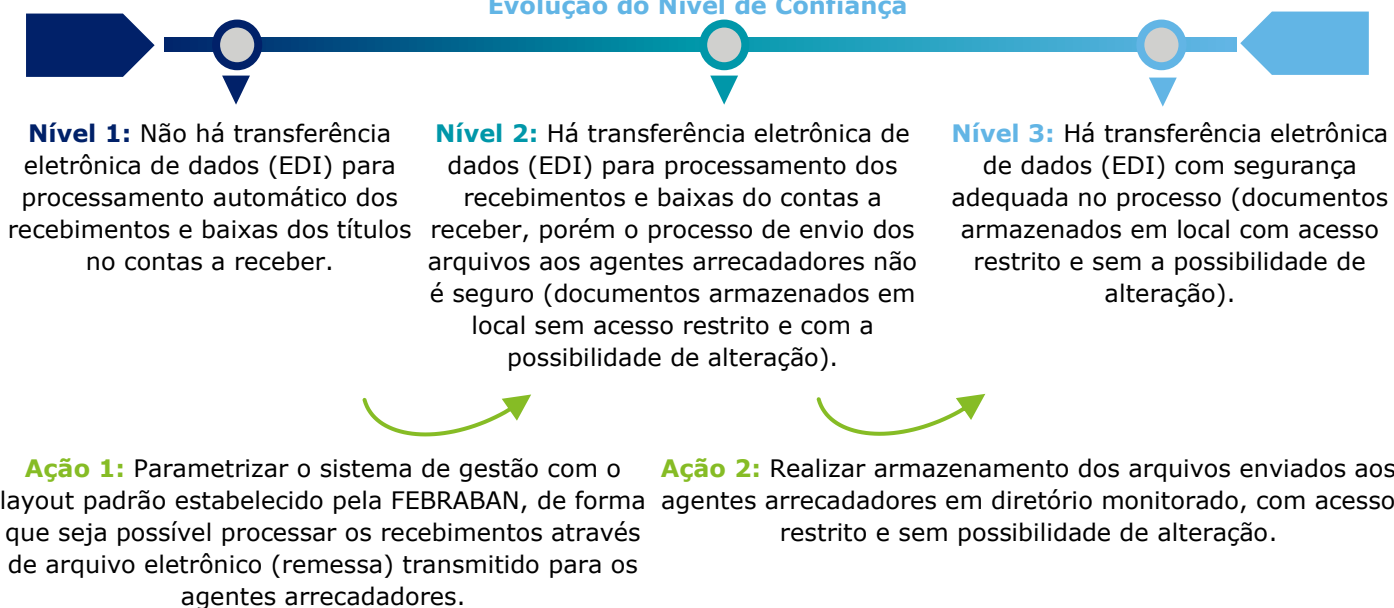 Evolução do Nível de Confiança
Nível 1: Não há transferência
eletrônica de dados (EDI) para
processamento automático dos
recebimentos e baixas dos títulos
no contas a receber.
Nível 2: Há transferência eletrônica de
dados (EDI) para processamento dos
recebimentos e baixas do contas a
receber, porém o processo de envio dos
arquivos aos agentes arrecadadores não
é seguro (documentos armazenados em
local sem acesso restrito e com a
possibilidade de alteração).
Nível 3: Há transferência eletrônica
de dados (EDI) com segurança
adequada no processo (documentos
armazenados em local com acesso
restrito e sem a possibilidade de
alteração).
Ação 1: Parametrizar o sistema de gestão com o
layout padrão estabelecido pela FEBRABAN, de forma
que seja possível processar os recebimentos através
de arquivo eletrônico (remessa) transmitido para os
agentes arrecadadores.
Ação 2: Realizar armazenamento dos arquivos enviados aos
agentes arrecadadores em diretório monitorado, com acesso
restrito e sem possibilidade de alteração.